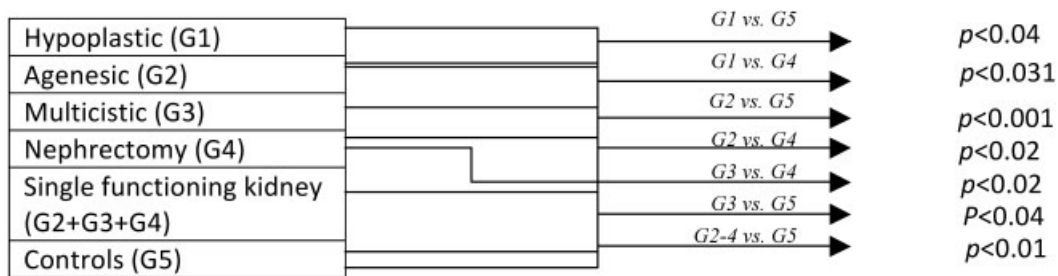 Hypoplastic (G1)
Agenesic (G2)
Multicistic (G3)
Nephrectomy (G4)
Single functioning kidney
(G2+G3+G4)
Controls (G5)
G1 vs. G5
G1 vs. G4
G2 vs. G5
G2 vs. G4
G3 vs. G4
G3 vs. G5
G2-4 vs. G5
p<0.04
p<0.031
p<0.001
p<0.02
p<0.02
P<0.04
p<0.01